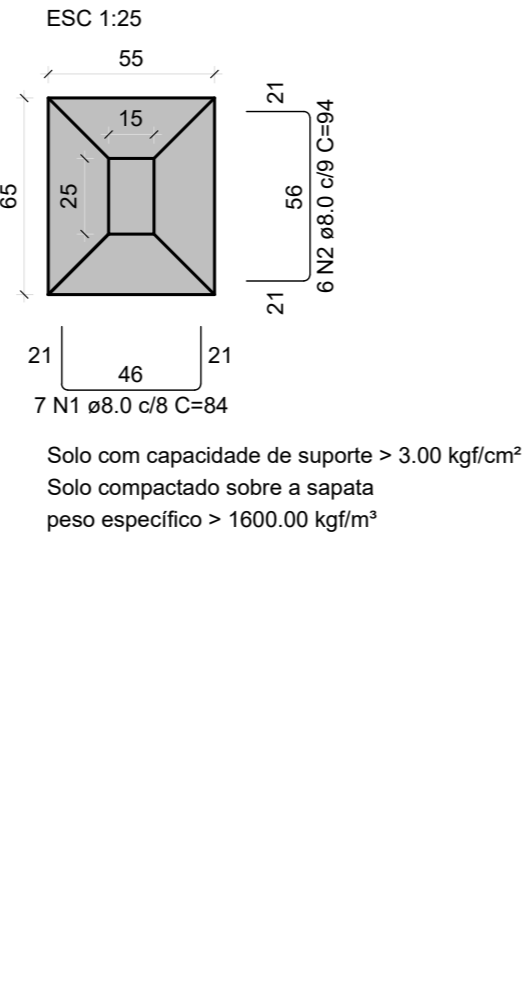 ESC 1:25
55
15
25
65
21
56
21
6 N2 ø8.0 c/9 C=94
21
46
21
7 N1 ø8.0 c/8 C=84
Solo com capacidade de suporte > 3.00 kgf/cm²
Solo compactado sobre a sapata
peso específico > 1600.00 kgf/m³